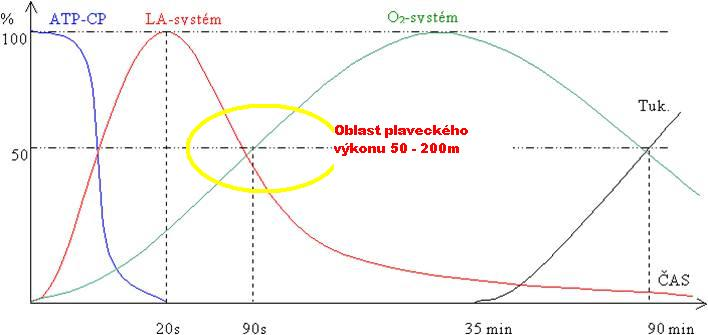 % ATP-CP LA-systém O₂-systém
100
Tuk.
Oblast plaveckého
výkonu 50 - 200m
50
ČAS
20s 90s 35 min 90 min